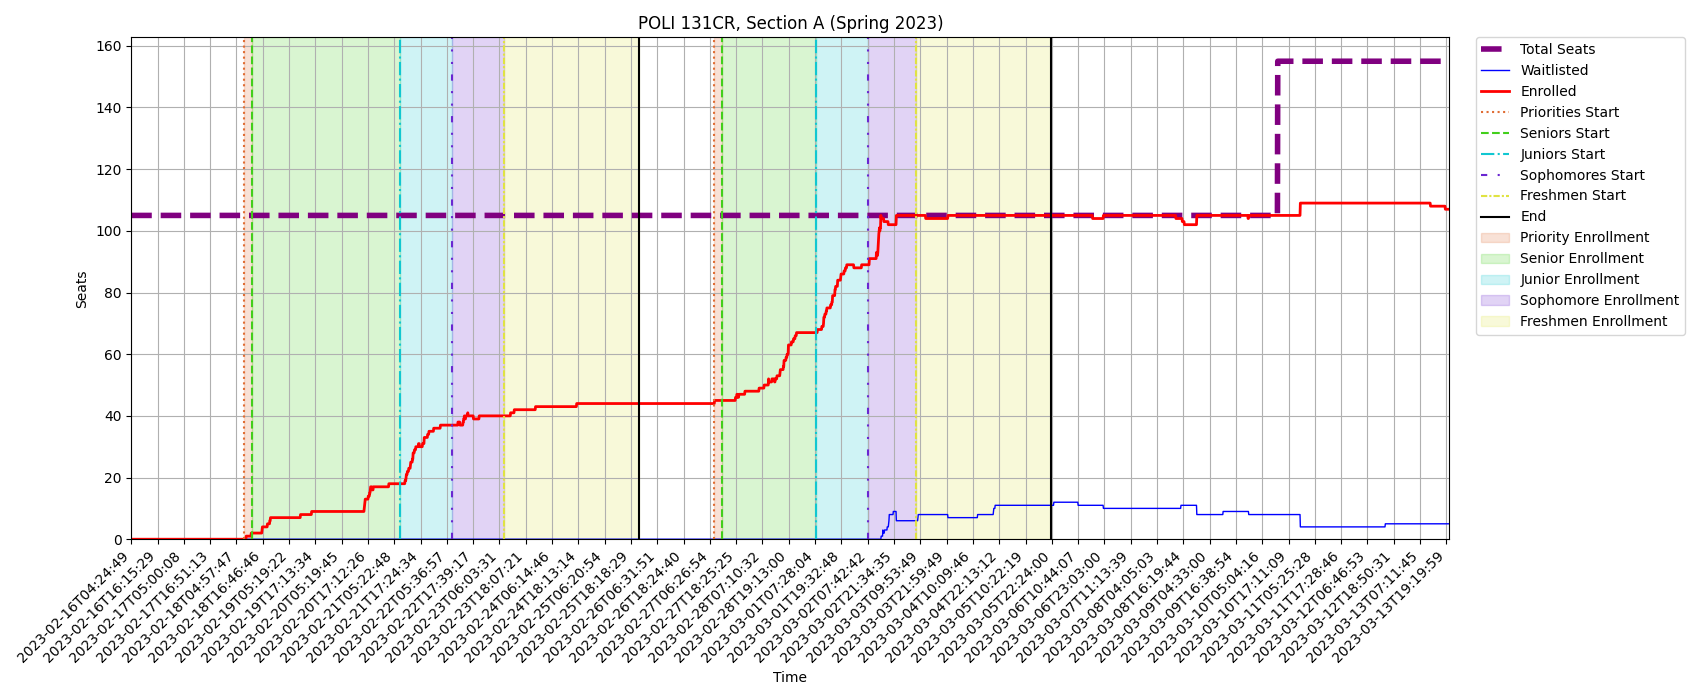 POLI 131CR, Section A (Spring 2023)
160
140
120
100
80
60
40
20
0
Seats
2023-02-16T04:24:49
2023-02-16T16:15:29
2023-02-17T05:00:08
2023-02-17T16:51:13
2023-02-18T04:57:47
2023-02-18T16:46:46
2023-02-19T05:19:22
2023-02-19T17:13:34
2023-02-20T05:19:45
2023-02-20T17:12:26
2023-02-21T05:22:48
2023-02-21T17:24:34
2023-02-22T05:36:57
2023-02-22T17:39:17
2023-02-23T06:03:31
2023-02-23T18:07:21
2023-02-24T06:14:46
2023-02-24T18:13:14
2023-02-25T06:20:54
2023-02-25T18:18:29
2023-02-26T06:31:51
2023-02-26T18:24:40
2023-02-27T06:26:54
2023-02-27T18:25:25
2023-02-28T07:10:32
2023-02-28T19:13:00
2023-03-01T07:28:04
2023-03-01T19:32:48
2023-03-02T07:42:42
2023-03-02T21:34:35
2023-03-03T09:53:49
2023-03-03T21:59:49
2023-03-04T10:09:46
2023-03-04T22:13:12
2023-03-05T10:22:19
2023-03-05T22:24:00
2023-03-06T10:44:07
2023-03-06T23:03:00
2023-03-07T11:13:39
2023-03-08T04:05:03
2023-03-08T16:19:44
2023-03-09T04:33:00
2023-03-09T16:38:54
2023-03-10T05:04:16
2023-03-10T17:11:09
2023-03-11T05:25:28
2023-03-11T17:28:46
2023-03-12T06:46:53
2023-03-12T18:50:31
2023-03-13T07:11:45
2023-03-13T19:19:59
Time
Total Seats
Waitlisted
Enrolled
Priorities Start
Seniors Start
Juniors Start
Sophomores Start
Freshmen Start
End
Priority Enrollment
Senior Enrollment
Junior Enrollment
Sophomore Enrollment
Freshmen Enrollment